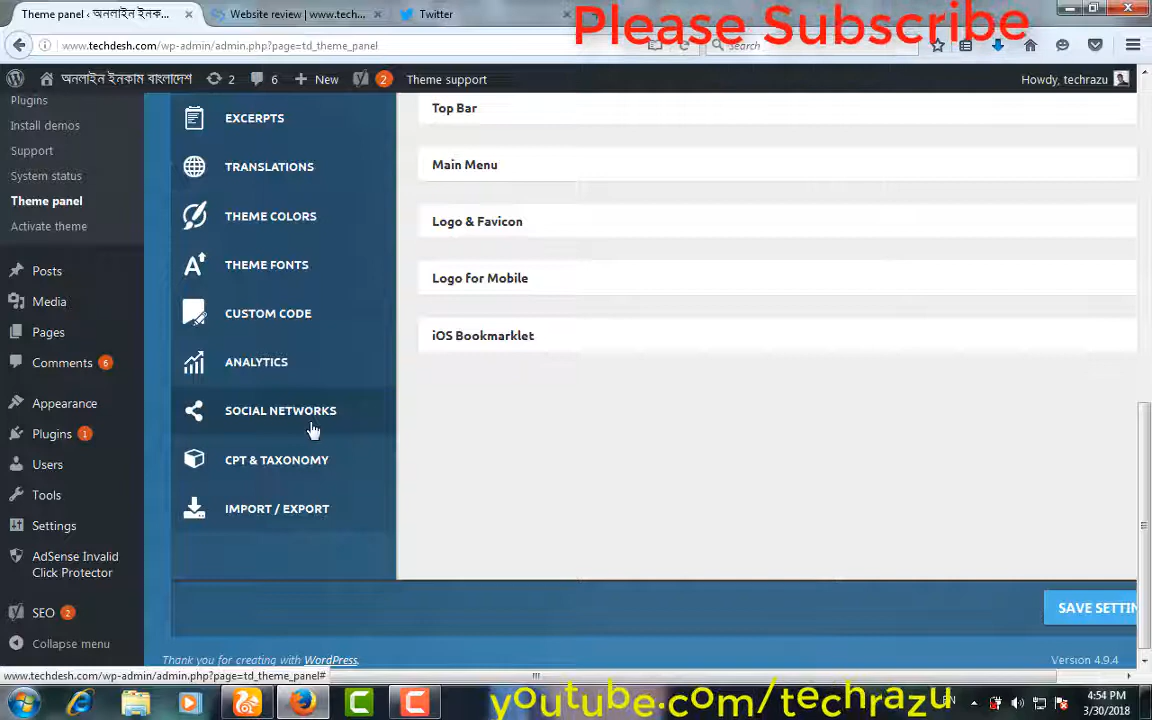 Theme panel ‹ অনলাইন ইনক...
Website review | www.tech...
Twitter
Please Subscribe
www.techdesh.com/wp-admin/admin.php?page=td_theme_panel
Search
অনলাইন ইনকাম বাংলাদেশ
2
6
New
2
Theme support
Howdy, techrazu
Plugins
Install demos
Support
System status
Theme panel
Activate theme
Posts
Media
Pages
Comments 6
Appearance
Plugins 1
Users
Tools
Settings
AdSense Invalid
Click Protector
SEO 2
Collapse menu
EXCERPTS
TRANSLATIONS
THEME COLORS
THEME FONTS
CUSTOM CODE
ANALYTICS
SOCIAL NETWORKS
CPT & TAXONOMY
IMPORT / EXPORT
Top Bar
Main Menu
Logo & Favicon
Logo for Mobile
iOS Bookmarklet
SAVE SETTIN
Thank you for creating with WordPress.
Version 4.9.4
www.techdesh.com/wp-admin/admin.php?page=td_theme_panel#
youtube.com/techrazu
EN
4:54 PM
3/30/2018